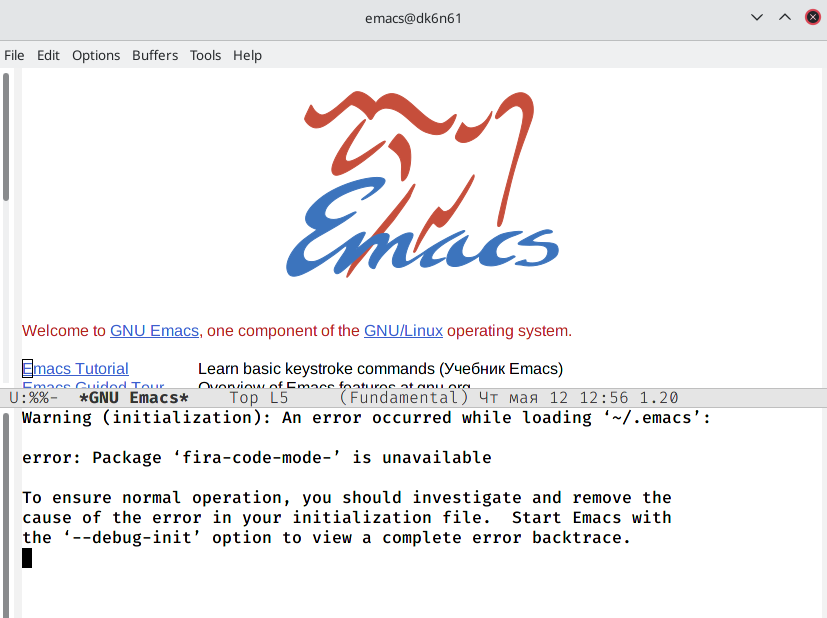 emacs@dk6n61
File Edit Options Buffers Tools Help
Emacs
Welcome to GNU Emacs, one component of the GNU/Linux operating system.
Emacs Tutorial Learn basic keystroke commands (Учебник Emacs)
Emacs Guided Tour Overview of Emacs features at gnu.org
U:%%- *GNU Emacs* Top L5 (Fundamental) Чт мая 12 12:56 1.20
Warning (initialization): An error occurred while loading ‘~/.emacs’:
error: Package ‘fira-code-mode-’ is unavailable
To ensure normal operation, you should investigate and remove the
cause of the error in your initialization file.  Start Emacs with
the ‘--debug-init’ option to view a complete error backtrace.